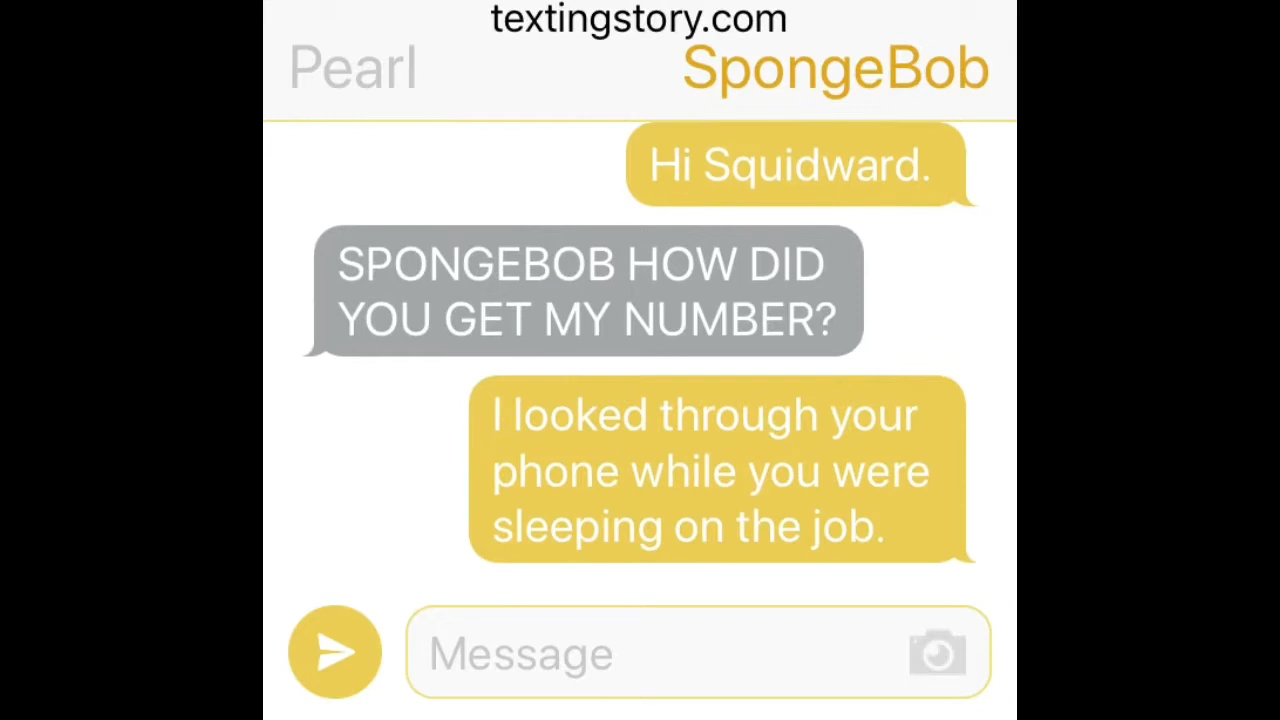 textingstory.com
Pearl SpongeBob
Hi Squidward.
SPONGEBOB HOW DID
YOU GET MY NUMBER?
I looked through your
phone while you were
sleeping on the job.
Message